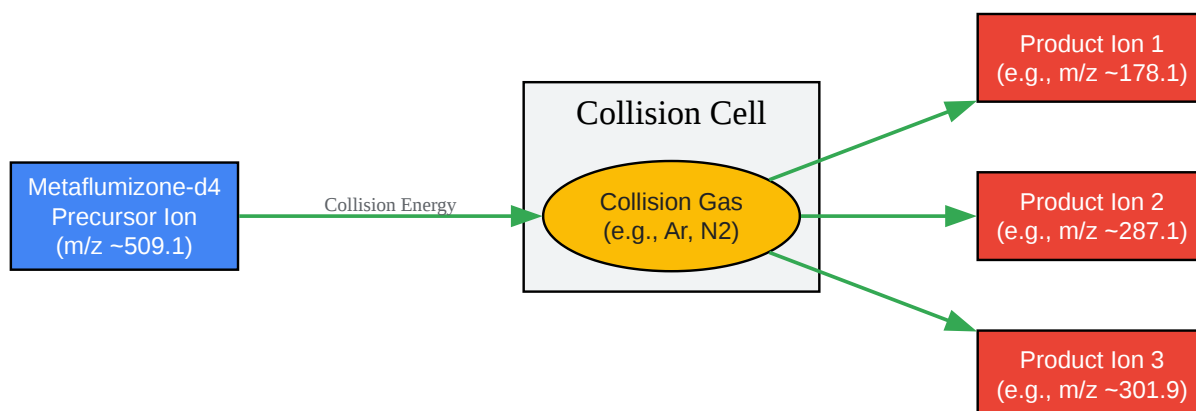 Metaflumizone-d4
Precursor Ion
(m/z ~509.1)
Collision Energy
Collision Cell
Collision Gas
(e.g., Ar, N2)
Product Ion 1
(e.g., m/z ~178.1)
Product Ion 2
(e.g., m/z ~287.1)
Product Ion 3
(e.g., m/z ~301.9)